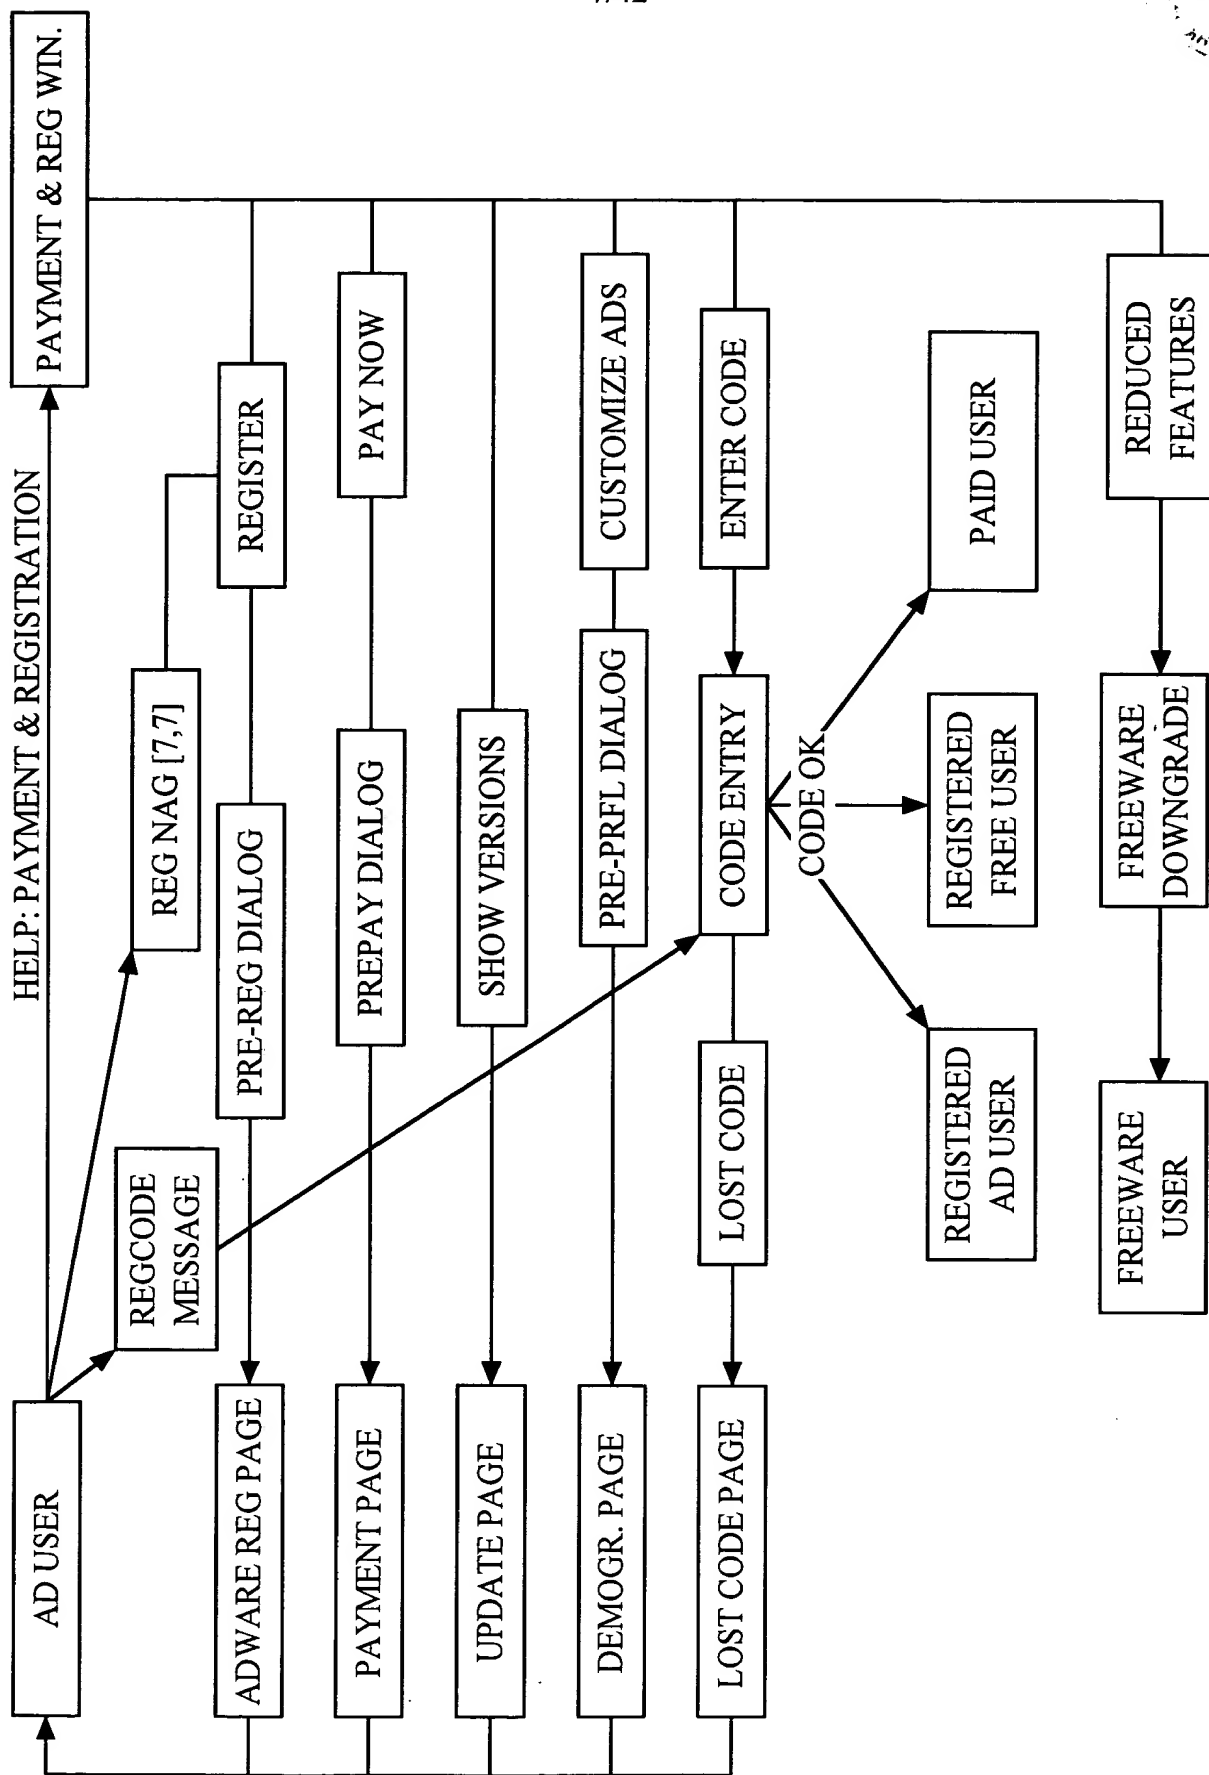 7/42
HELP: PAYMENT & REGISTRATION
AD USER
PAYMENT & REG WIN.
REGCODE
MESSAGE
REG NAG [7,7]
ADWARE REG PAGE
PRE-REG DIALOG
REGISTER
PAYMENT PAGE
PREPAY DIALOG
PAY NOW
UPDATE PAGE
SHOW VERSIONS
DEMOGR. PAGE
PRE-PRFL DIALOG
CUSTOMIZE ADS
LOST CODE PAGE
LOST CODE
CODE ENTRY
ENTER CODE
CODE OK
REGISTERED
AD USER
REGISTERED
FREE USER
PAID USER
FREEWARE
USER
FREEWARE
DOWNGRADE
REDUCED
FEATURES